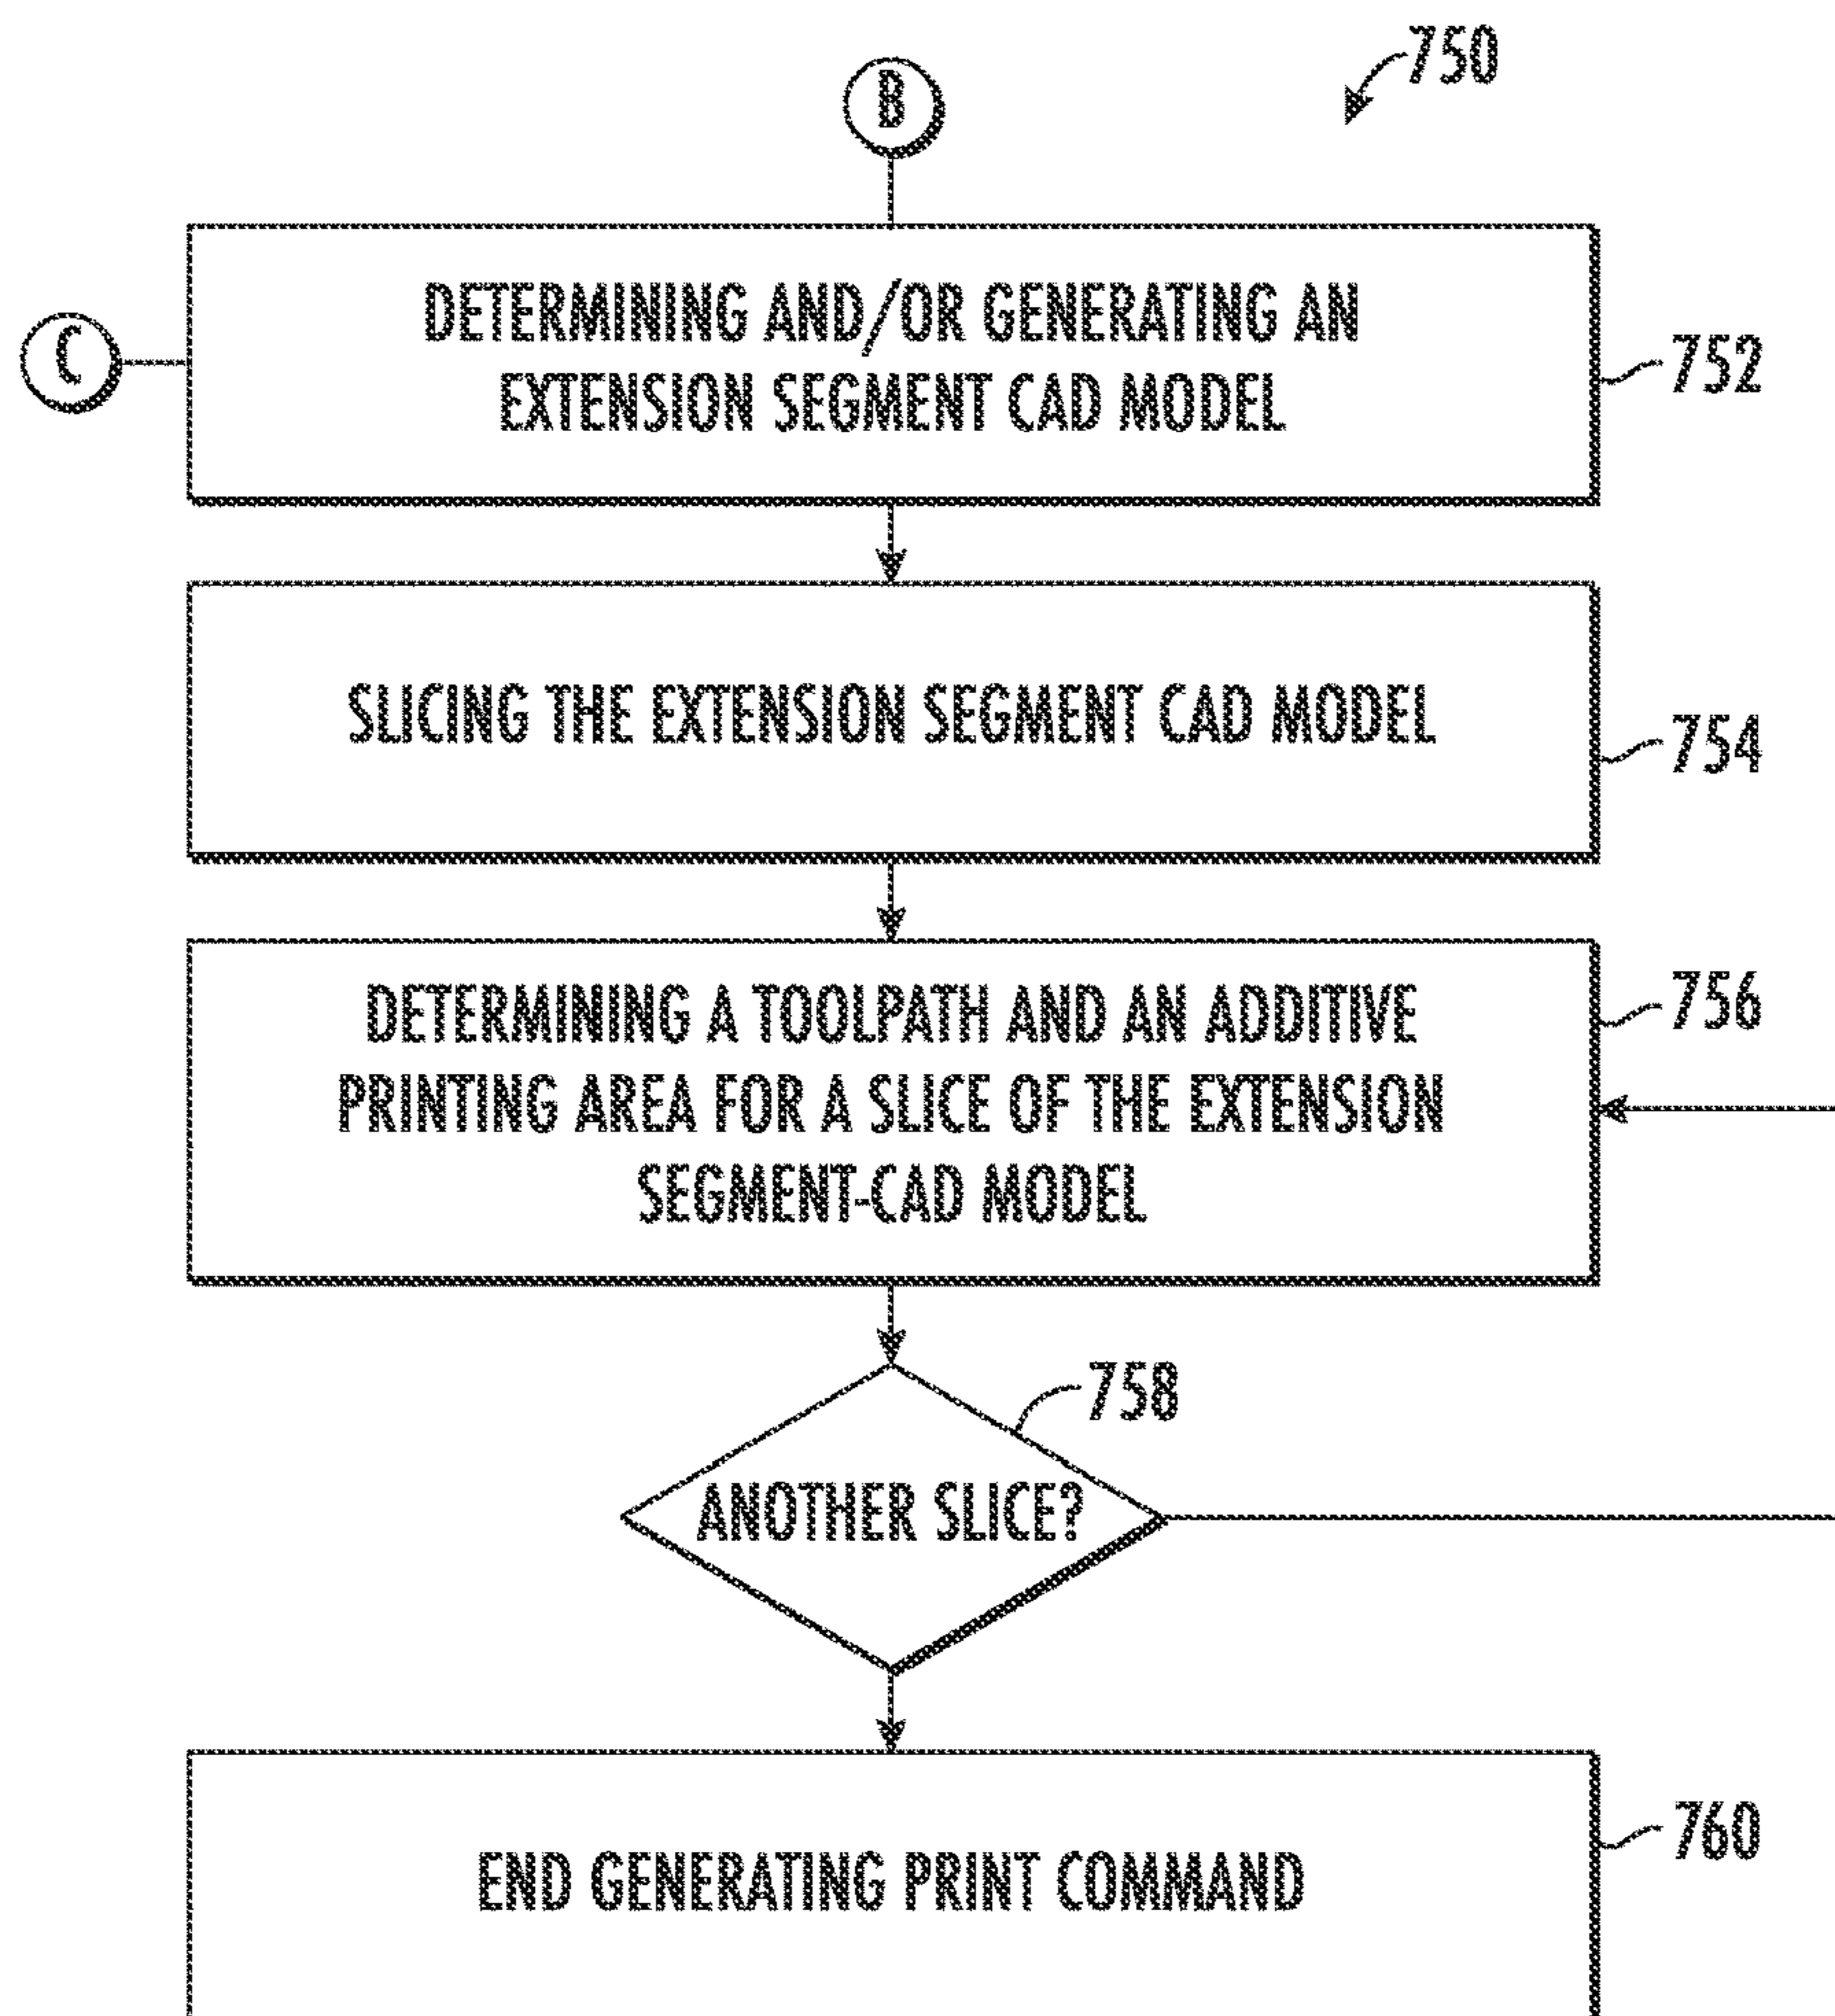 750
B
DETERMINING AND/OR GENERATING AN
EXTENSION SEGMENT CAD MODEL
C
752
SLICING THE EXTENSION SEGMENT CAD MODEL
754
DETERMINING A TOOLPATH AND AN ADDITIVE
PRINTING AREA FOR A SLICE OF THE EXTENSION
SEGMENT-CAD MODEL
756
758
ANOTHER SLICE?
760
END GENERATING PRINT COMMAND